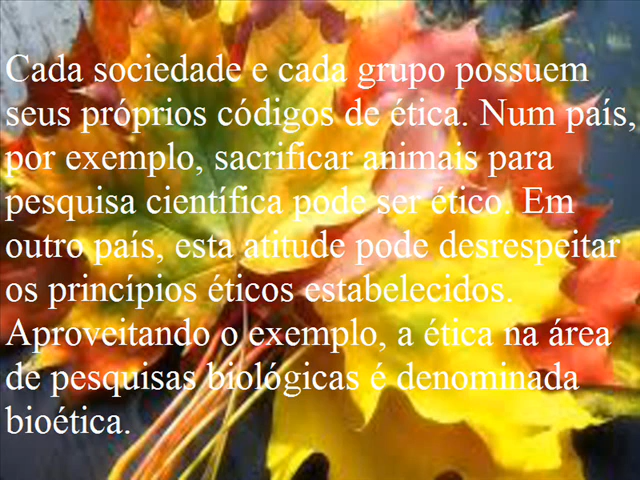 Cada sociedade e cada grupo possuem
seus próprios códigos de ética. Num país,
por exemplo, sacrificar animais para
pesquisa científica pode ser ético. Em
outro país, esta atitude pode desrespeitar
os princípios éticos estabelecidos.
Aproveitando o exemplo, a ética na área
de pesquisas biológicas é denominada
bioética.